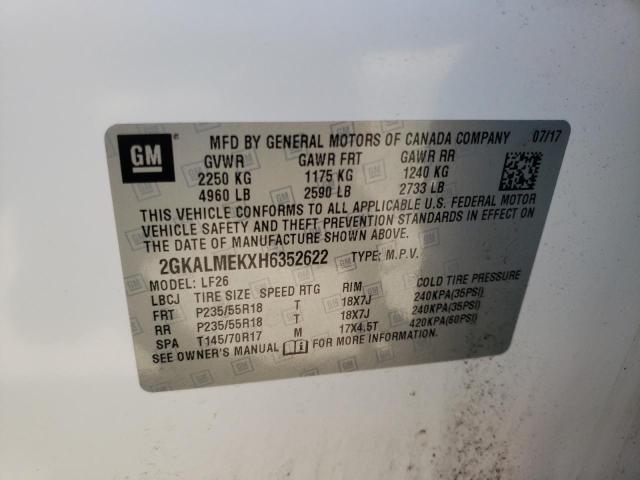 GM
MFD BY GENERAL MOTORS OF CANADA COMPANY 07/17
GVWR GAWR FRT GAWR RR
2250 KG 1175 KG 1240 KG
4960 LB 2590 LB 2733 LB
THIS VEHICLE CONFORMS TO ALL APPLICABLE U.S. FEDERAL MOTOR
VEHICLE SAFETY AND THEFT PREVENTION STANDARDS IN EFFECT ON
THE DATE OF MANUFACTURE SHOWN ABOVE.
2GKALMEKXH6352622 TYPE: M.P.V.
MODEL: LF26
LBCJ TIRE SIZE SPEED RTG RIM COLD TIRE PRESSURE
FRT P235/55R18 T 18X7J 240KPA(35PSI)
RR P235/55R18 T 18X7J 240KPA(35PSI)
SPA T145/70R17 M 17X4.5T 420KPA(60PSI)
SEE OWNER'S MANUAL FOR MORE INFORMATION.